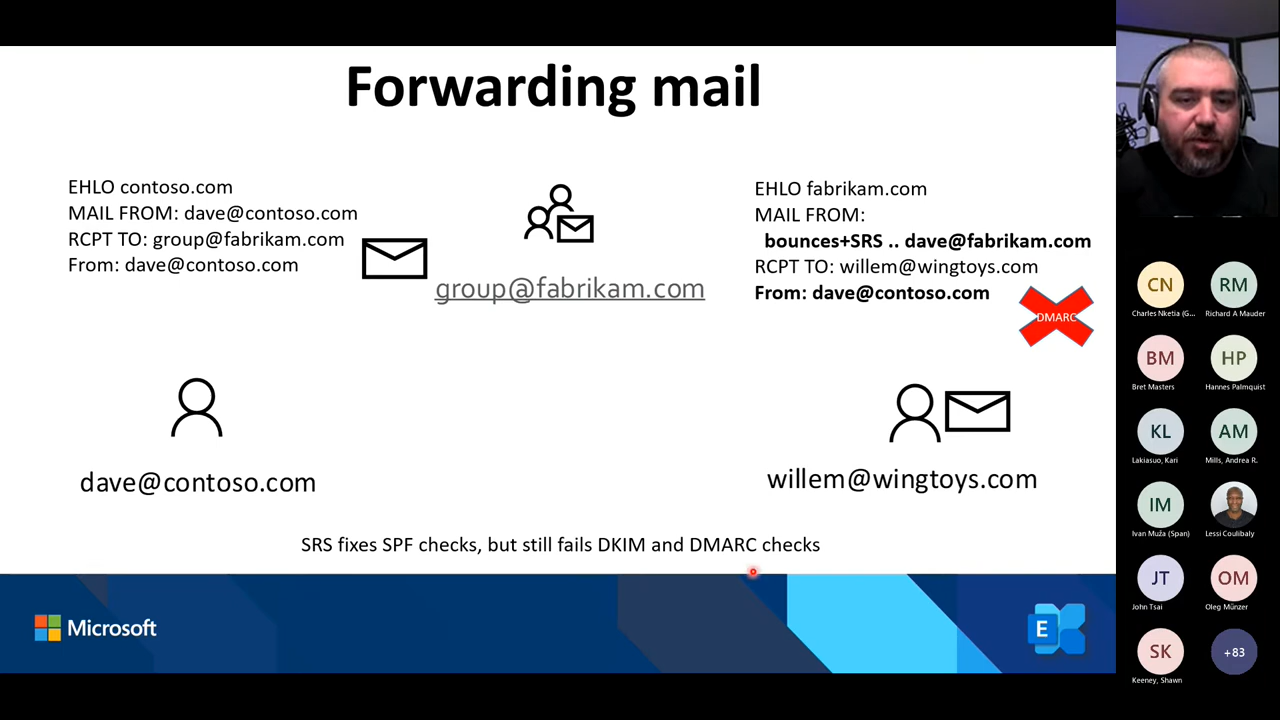 Forwarding mail
EHLO contoso.com
MAIL FROM: dave@contoso.com
RCPT TO: group@fabrikam.com
From: dave@contoso.com
group@fabrikam.com
EHLO fabrikam.com
MAIL FROM:
bounces+SRS .. dave@fabrikam.com
RCPT TO: willem@wingtoys.com
From: dave@contoso.com
DMARC
dave@contoso.com
willem@wingtoys.com
SRS fixes SPF checks, but still fails DKIM and DMARC checks
Microsoft
E
CN
RM
Charles Nketia (G...
Richard A Mauder
BM
HP
Bret Masters
Hannes Palmquist
KL
AM
Lakiasuo, Kari
Mills, Andrea R.
IM
Ivan Muža (Span)
Lessi Coulibaly
JT
OM
John Tsai
Oleg Münzer
SK
+83
Keeney, Shawn